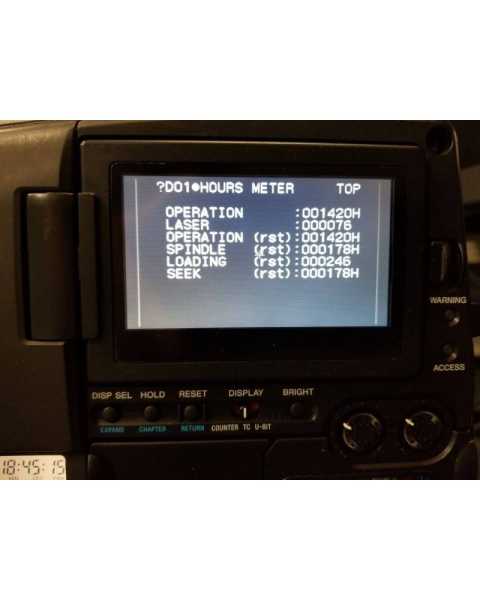 ?D01●HOURS METER TOP
OPERATION :001420H
LASER :000076
OPERATION (rst):001420H
SPINDLE (rst):000178H
LOADING (rst):000246
SEEK (rst):000178H
WARNING
ACCESS
DISP SEL HOLD RESET DISPLAY BRIGHT
EXPAND CHAPTER RETURN COUNTER TC U-BIT
18:45:15